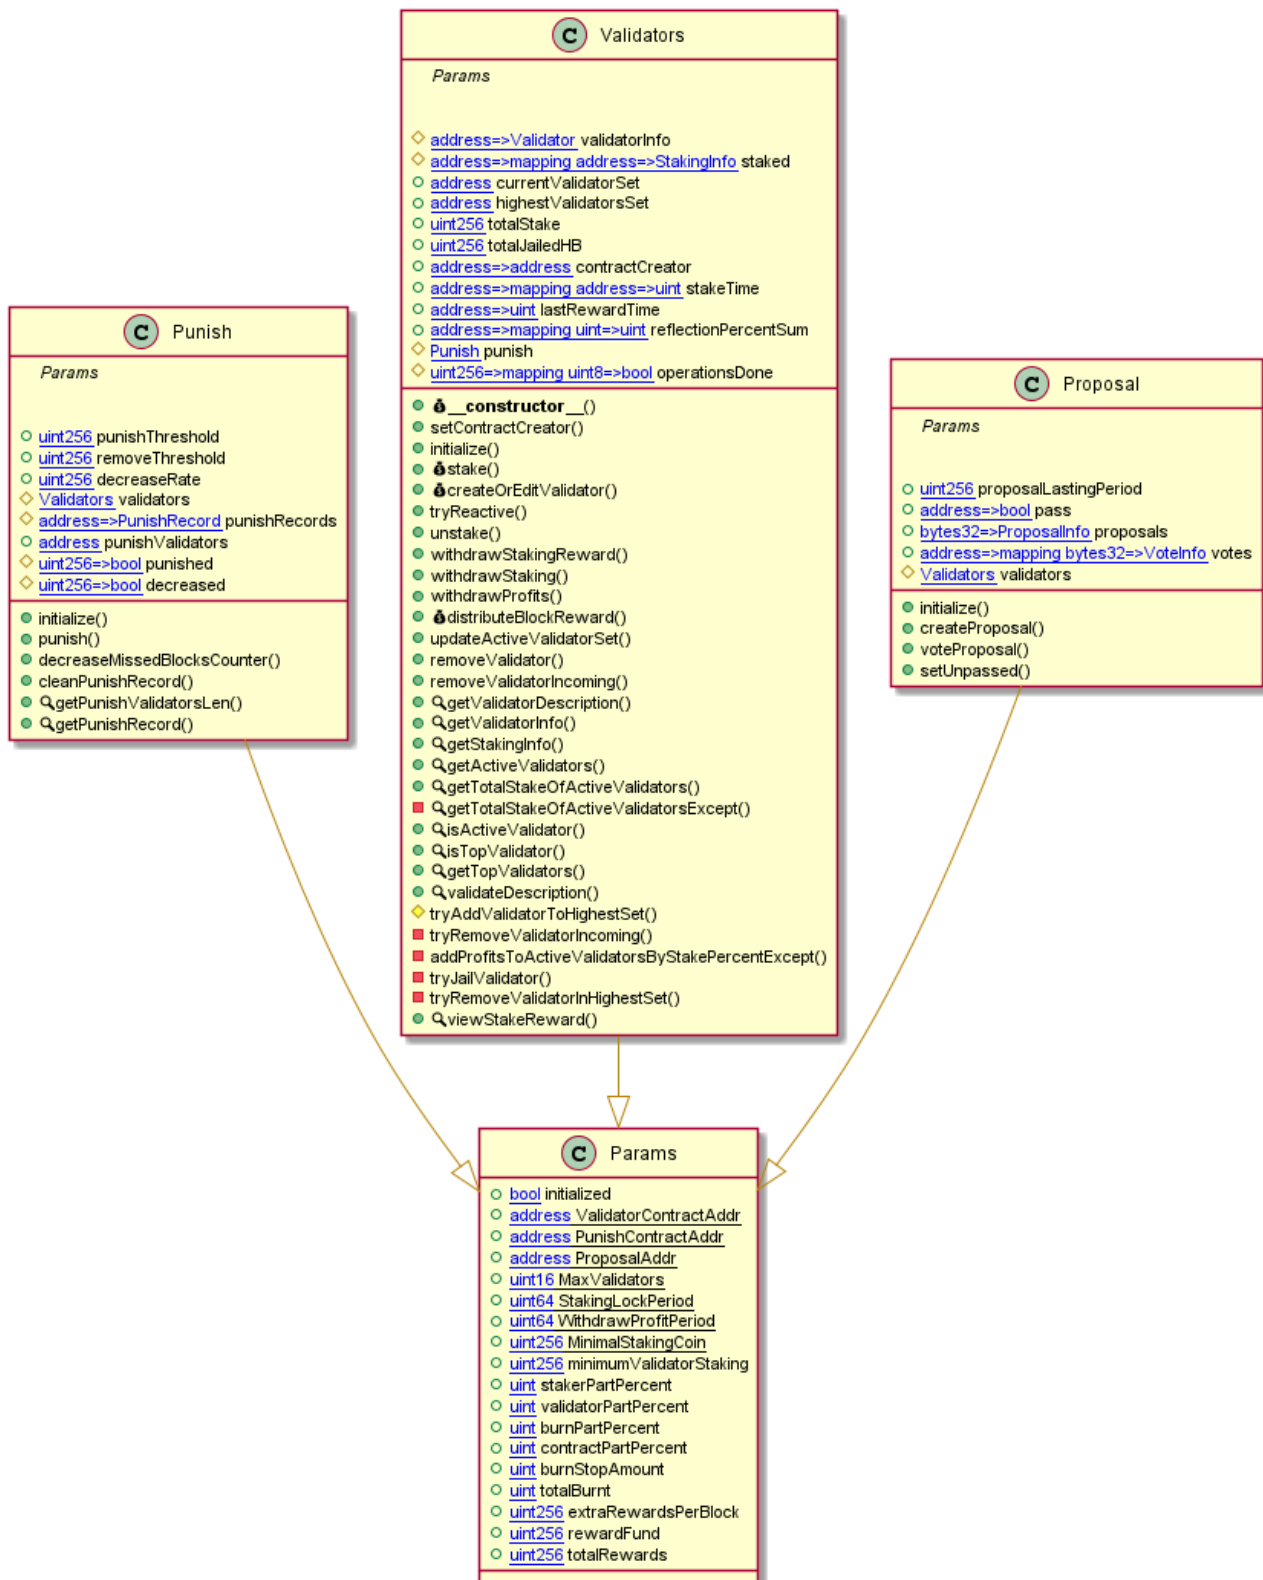 C Validators
Params
address=>Validator validatorInfo
address=>mapping address=>StakingInfo staked
address currentValidatorSet
address highestValidatorsSet
uint256 totalStake
uint256 totalJailedHB
address=>address contractCreator
address=>mapping address=>uint stakeTime
address=>uint lastRewardTime
address=>mapping uint=>uint reflectionPercentSum
Punish punish
uint256=>mapping uint8=>bool operationsDone
__constructor__()
setContractCreator()
initialize()
stake()
createOrEditValidator()
tryReactive()
unstake()
withdrawStakingReward()
withdrawStaking()
withdrawProfits()
distributeBlockReward()
updateActiveValidatorSet()
removeValidator()
removeValidatorIncoming()
getValidatorDescription()
getValidatorInfo()
getStakingInfo()
getActiveValidators()
getTotalStakeOfActiveValidators()
getTotalStakeOfActiveValidatorsExcept()
isActiveValidator()
isTopValidator()
getTopValidators()
validateDescription()
tryAddValidatorToHighestSet()
tryRemoveValidatorIncoming()
addProfitsToActiveValidatorsByStakePercentExcept()
tryJailValidator()
tryRemoveValidatorInHighestSet()
viewStakeReward()
C Punish
Params
uint256 punishThreshold
uint256 removeThreshold
uint256 decreaseRate
Validators validators
address=>PunishRecord punishRecords
address punishValidators
uint256=>bool punished
uint256=>bool decreased
initialize()
punish()
decreaseMissedBlocksCounter()
cleanPunishRecord()
getPunishValidatorsLen()
getPunishRecord()
C Proposal
Params
uint256 proposalLastingPeriod
address=>bool pass
bytes32=>ProposalInfo proposals
address=>mapping bytes32=>VoteInfo votes
Validators validators
initialize()
createProposal()
voteProposal()
setUnpassed()
C Params
bool initialized
address ValidatorContractAddr
address PunishContractAddr
address ProposalAddr
uint16 MaxValidators
uint64 StakingLockPeriod
uint64 WithdrawProfitPeriod
uint256 MinimalStakingCoin
uint256 minimumValidatorStaking
uint stakerPartPercent
uint validatorPartPercent
uint burnPartPercent
uint contractPartPercent
uint burnStopAmount
uint totalBurnt
uint256 extraRewardsPerBlock
uint256 rewardFund
uint256 totalRewards